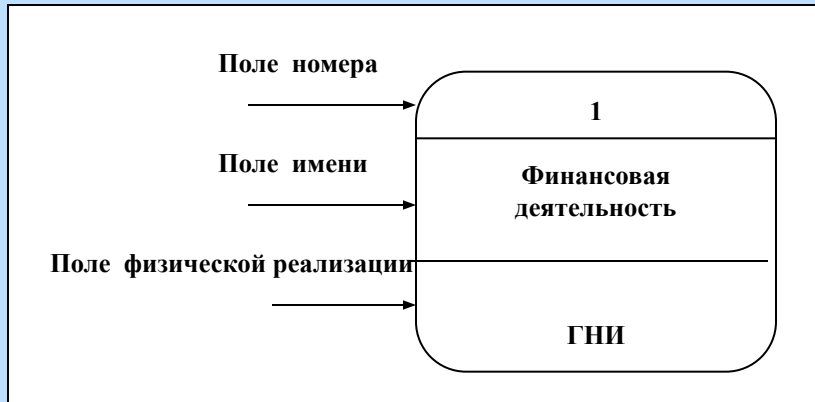 Поле номера
1
Поле имени
Финансовая
деятельность
Поле физической реализации
ГНИ